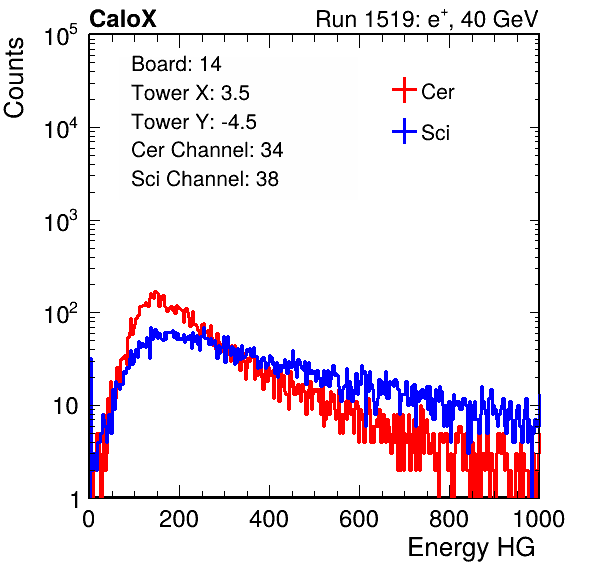 CaloX Run 1519: e⁺, 40 GeV
Counts
Board: 14
Tower X: 3.5
Tower Y: -4.5
Cer Channel: 34
Sci Channel: 38
Cer
Sci
10⁵
10⁴
10³
10²
10
1
0 200 400 600 800 1000
Energy HG